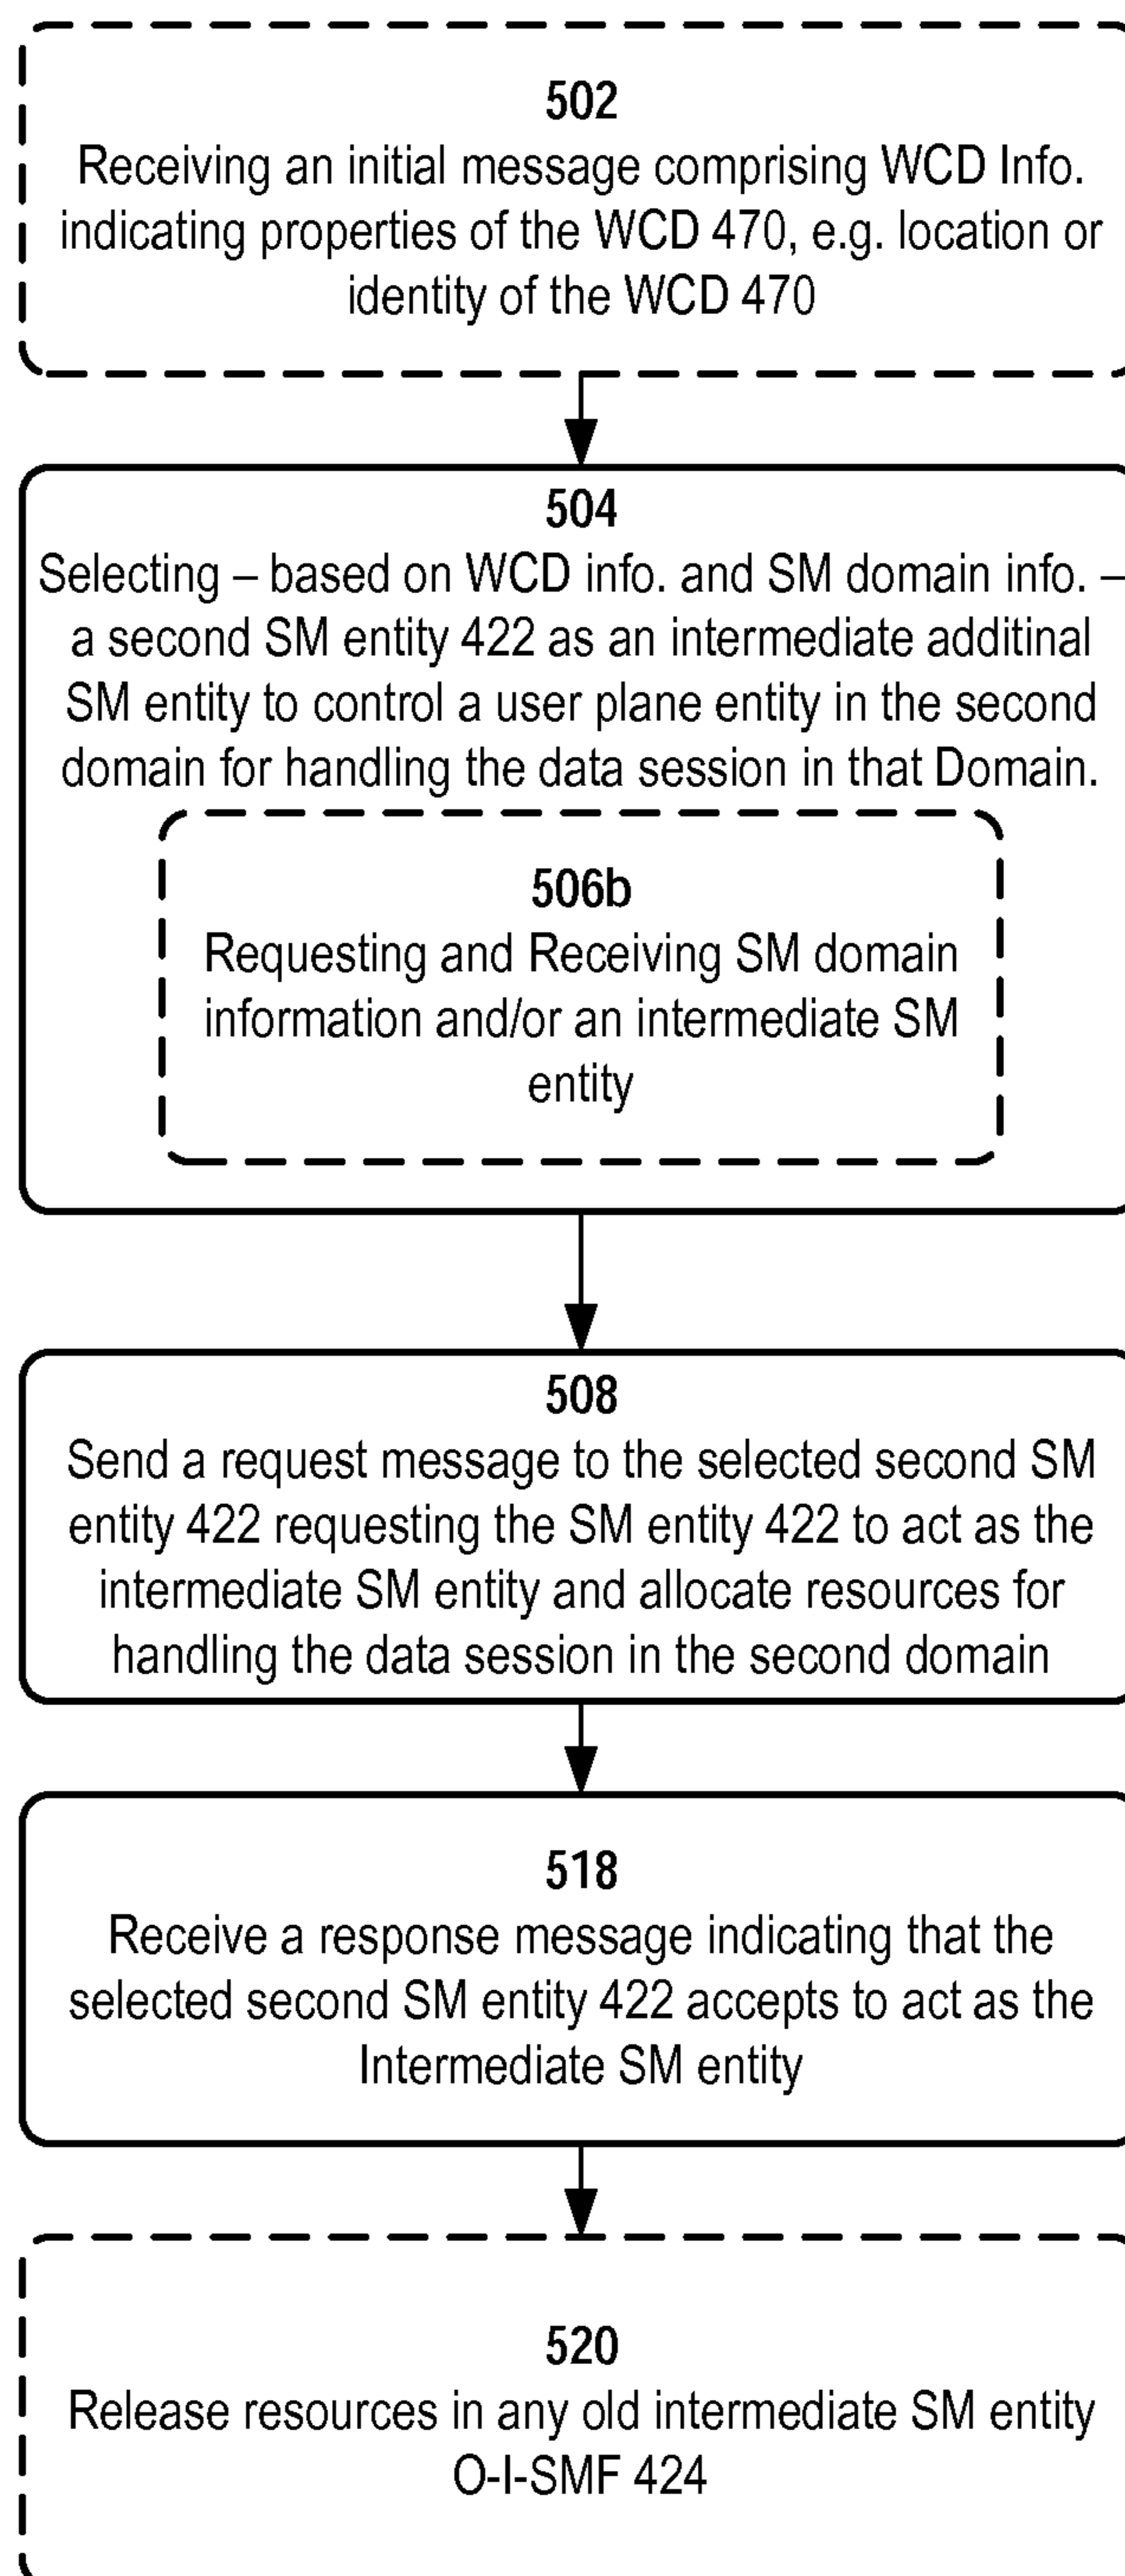 502
Receiving an initial message comprising WCD Info.
indicating properties of the WCD 470, e.g. location or
identity of the WCD 470
504
Selecting – based on WCD info. and SM domain info. –
a second SM entity 422 as an intermediate additinal
SM entity to control a user plane entity in the second
domain for handling the data session in that Domain.
506b
Requesting and Receiving SM domain
information and/or an intermediate SM
entity
508
Send a request message to the selected second SM
entity 422 requesting the SM entity 422 to act as the
intermediate SM entity and allocate resources for
handling the data session in the second domain
518
Receive a response message indicating that the
selected second SM entity 422 accepts to act as the
Intermediate SM entity
520
Release resources in any old intermediate SM entity
O-I-SMF 424